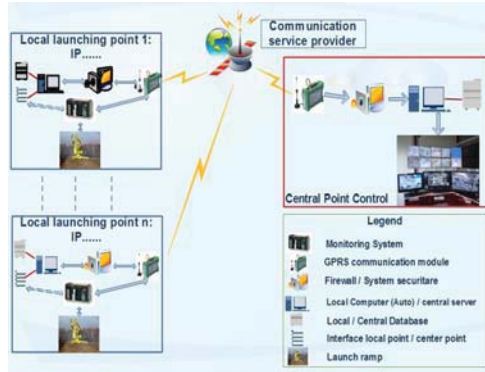 Local launching point 1:
IP......
Communication
service provider
Central Point Control
Local launching point n:
IP......
Legend
Monitoring System
GPRS communication module
Firewall / System securitare
Local Computer (Auto) / central server
Local / Central Database
Interface local point / center point
Launch ramp